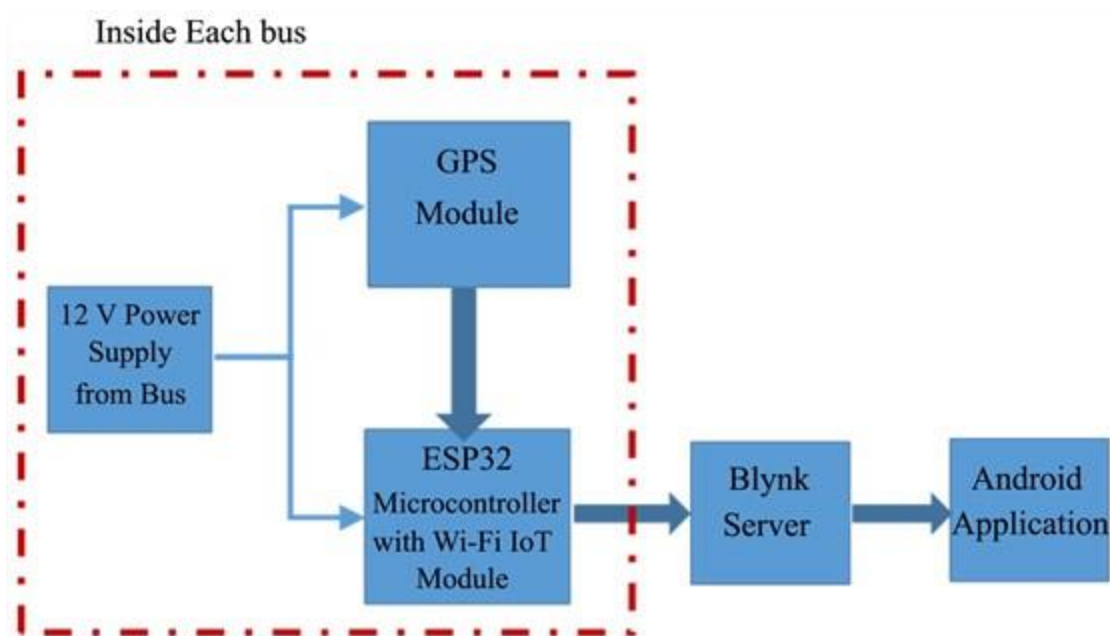 Inside Each bus
GPS
Module
12 V Power
Supply
from Bus
ESP32
Microcontroller
with Wi-Fi IoT
Module
Blynk
Server
Android
Application